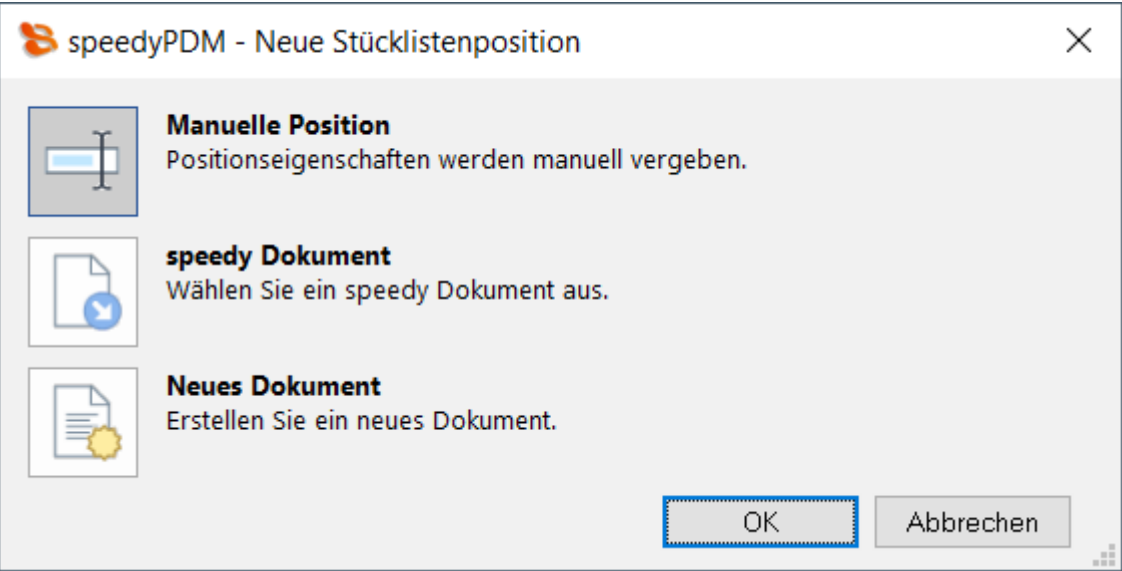 speedyPDM - Neue Stücklistenposition
Manuelle Position
Positionseigenschaften werden manuell vergeben.
speedy Dokument
Wählen Sie ein speedy Dokument aus.
Neues Dokument
Erstellen Sie ein neues Dokument.
OK Abbrechen